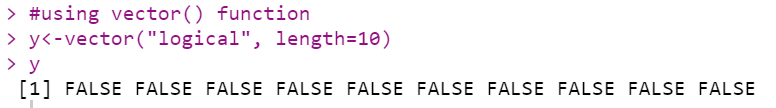 > #using vector() function
> y<-vector("logical", length=10)
> y
[1] FALSE FALSE FALSE FALSE FALSE FALSE FALSE FALSE FALSE FALSE